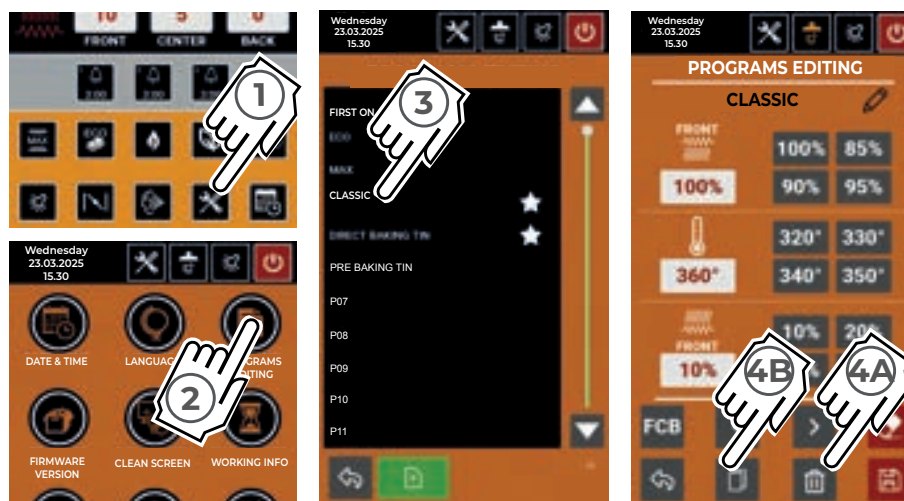 10 5 0
FRONT CENTER BACK
2:00 2:00 2:00
MAX ECO
1
Wednesday
23.03.2025
15.30
DATE & TIME
2
FIRMWARE
VERSION
CLEAN SCREEN
WORKING INFO
Wednesday
23.03.2025
15.30
3
FIRST ON
ECO
MAX
CLASSIC
DIRECT BAKING TIN
PRE BAKING TIN
P07
P08
P09
P10
P11
Wednesday
23.03.2025
15.30
PROGRAMS EDITING
CLASSIC
FRONT
100% 85%
100% 90% 95%
320° 330°
360° 340° 350°
FRONT
10% 20%
10%
4B 4A
FCB >